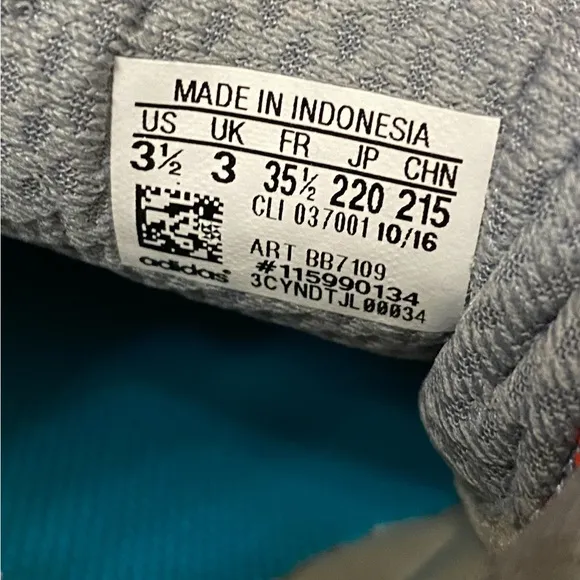 MADE IN INDONESIA
US UK FR JP CHN
3½ 3 35½ 220 215
CLI 037001 10/16
ART BB7109
#115990134
adidas
3CYNDTJL00034